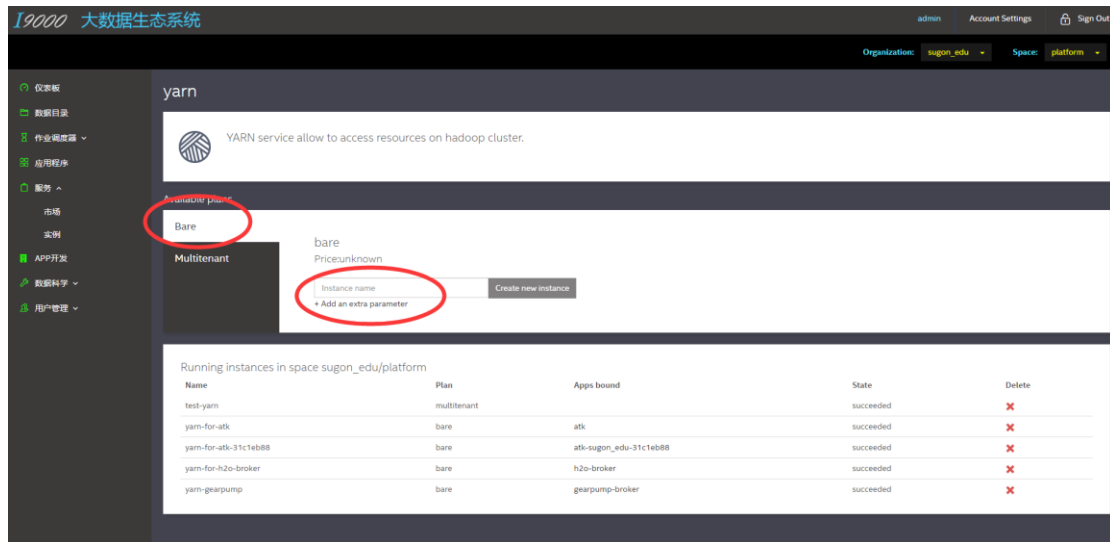 I9000 大数据生态系统
admin Account Settings Sign Out
Organization: sugon_edu Space: platform
仪表板
数据目录
作业调度器
应用程序
服务
市场
实例
APP开发
数据科学
用户管理
yarn
YARN service allow to access resources on hadoop cluster.
Available plans
Bare
Multitenant
bare
Price:unknown
Instance name Create new instance
+ Add an extra parameter
Running instances in space sugon_edu/platform
Name Plan Apps bound State Delete
test-yarn multitenant succeeded
yarn-for-atk bare atk succeeded
yarn-for-atk-31c1eb88 bare atk-sugon_edu-31c1eb88 succeeded
yarn-for-h2o-broker bare h2o-broker succeeded
yarn-gearpump bare gearpump-broker succeeded